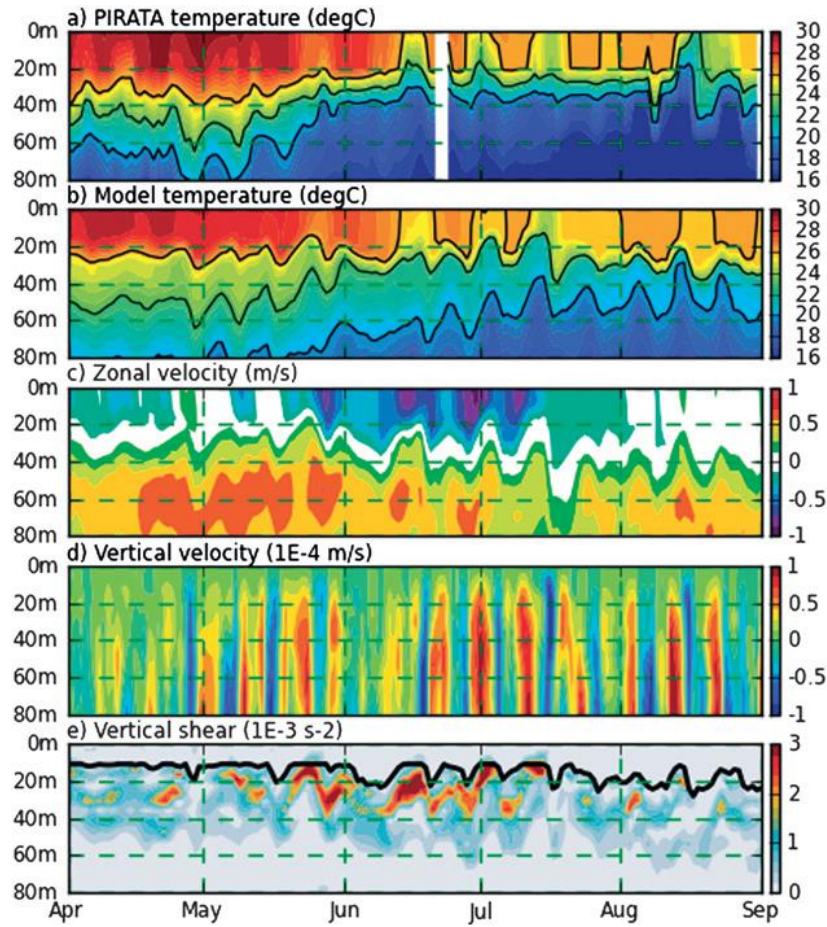 a) PIRATA temperature (degC)
0m
20m
40m
60m
80m
30
28
26
24
22
20
18
16
b) Model temperature (degC)
0m
20m
40m
60m
80m
30
28
26
24
22
20
18
16
c) Zonal velocity (m/s)
0m
20m
40m
60m
80m
1
0.5
0
-0.5
-1
d) Vertical velocity (1E-4 m/s)
0m
20m
40m
60m
80m
1
0.5
0
-0.5
-1
e) Vertical shear (1E-3 s-2)
0m
20m
40m
60m
80m
3
2
1
0
Apr May Jun Jul Aug Sep